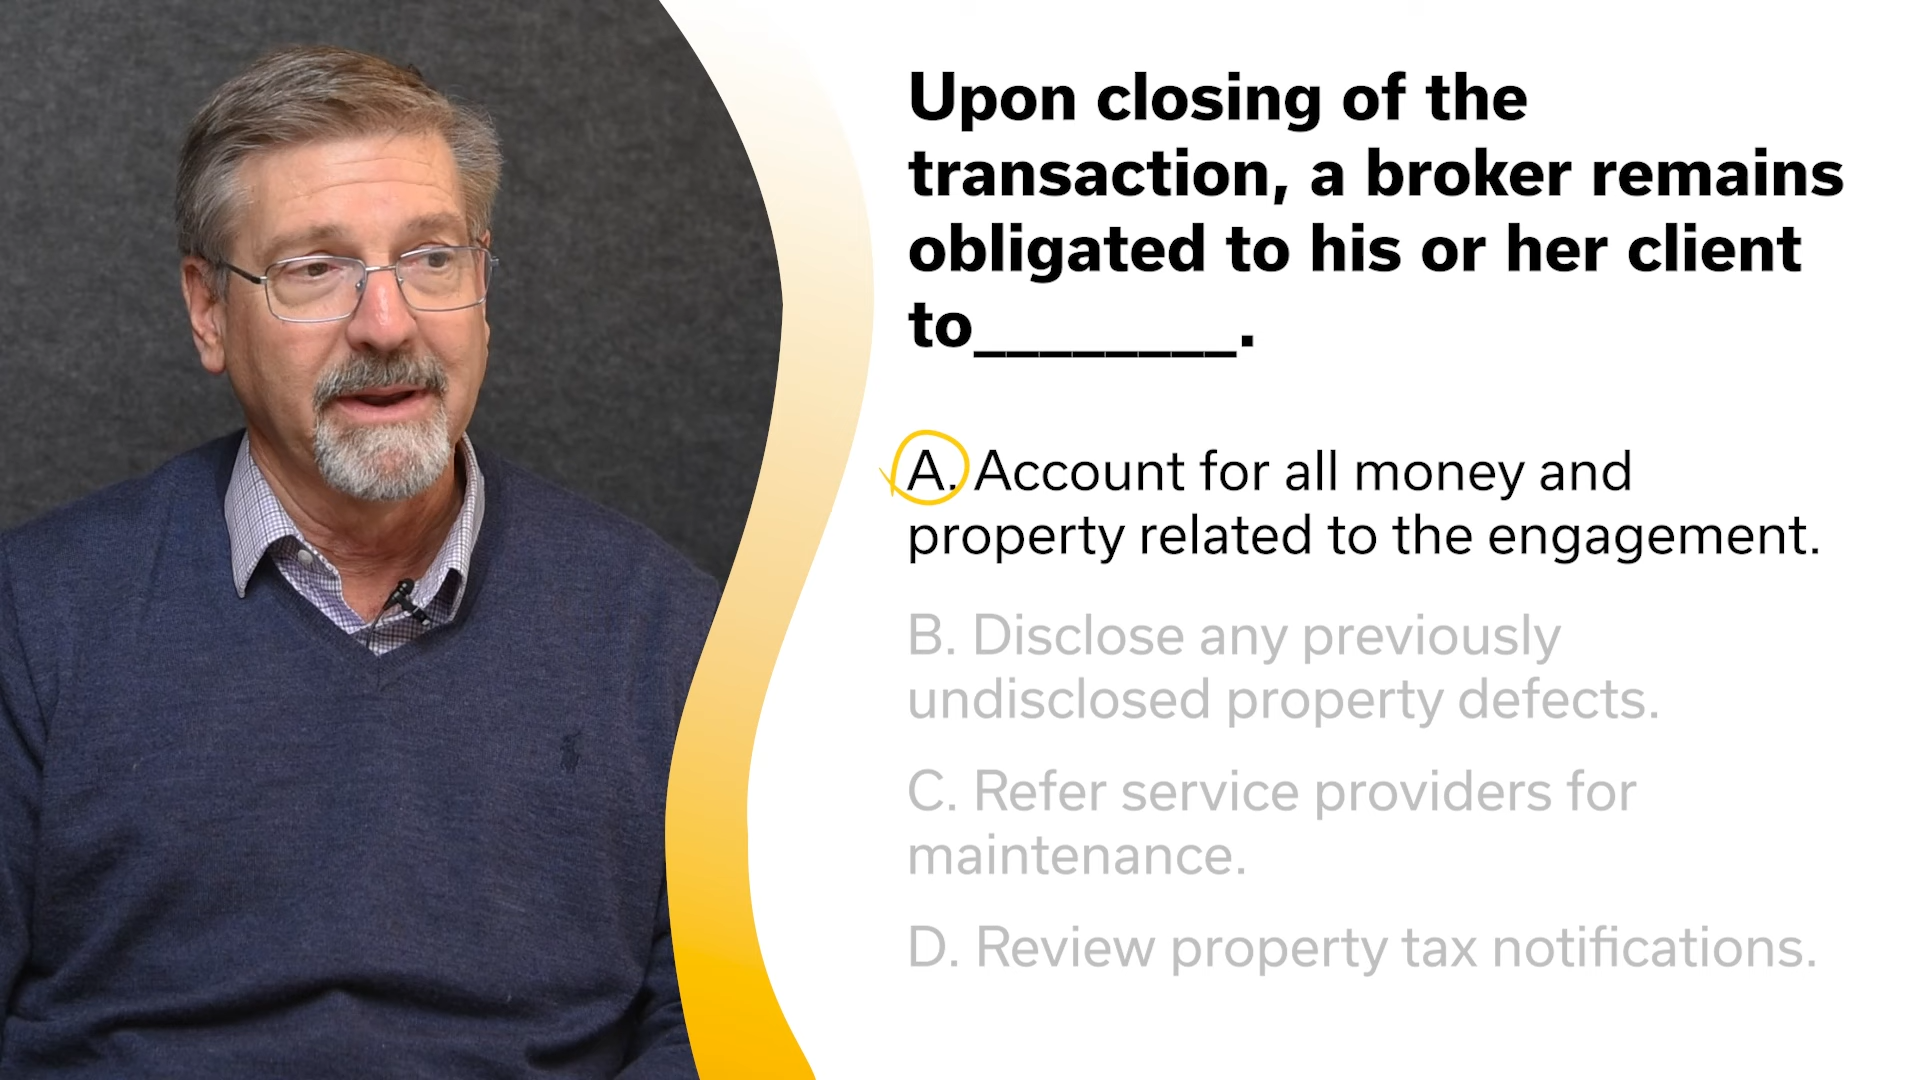 Upon closing of the
transaction, a broker remains
obligated to his or her client
to________.
A. Account for all money and
property related to the engagement.
B. Disclose any previously
undisclosed property defects.
C. Refer service providers for
maintenance.
D. Review property tax notifications.